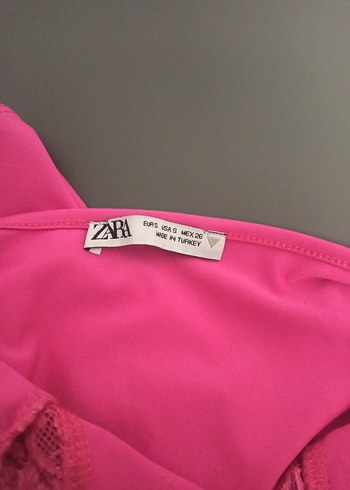 ZARA
EUR S USA S MEX 26
MADE IN TURKEY